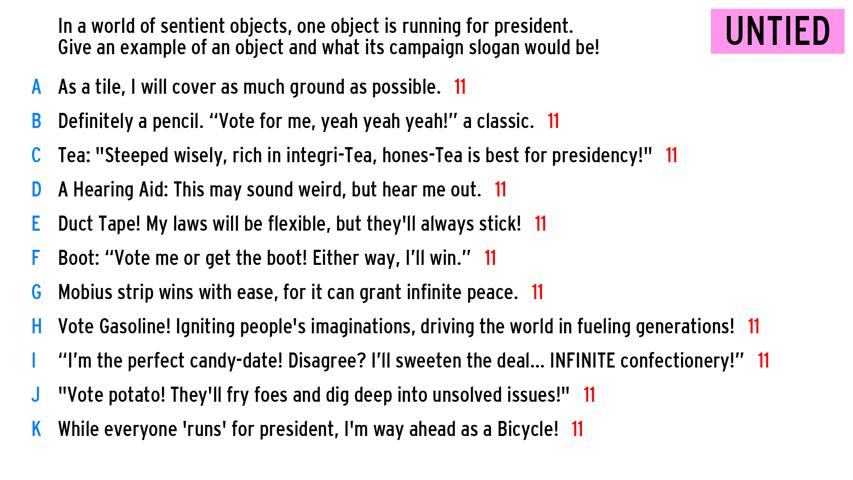 In a world of sentient objects, one object is running for president.
Give an example of an object and what its campaign slogan would be!
UNTIED
A As a tile, I will cover as much ground as possible. 11
B Definitely a pencil. “Vote for me, yeah yeah yeah!” a classic. 11
C Tea: "Steeped wisely, rich in integri-Tea, hones-Tea is best for presidency!" 11
D A Hearing Aid: This may sound weird, but hear me out. 11
E Duct Tape! My laws will be flexible, but they'll always stick! 11
F Boot: “Vote me or get the boot! Either way, I’ll win.” 11
G Mobius strip wins with ease, for it can grant infinite peace. 11
H Vote Gasoline! Igniting people's imaginations, driving the world in fueling generations! 11
I “I’m the perfect candy-date! Disagree? I’ll sweeten the deal... INFINITE confectionery!” 11
J "Vote potato! They'll fry foes and dig deep into unsolved issues!" 11
K While everyone 'runs' for president, I'm way ahead as a Bicycle! 11